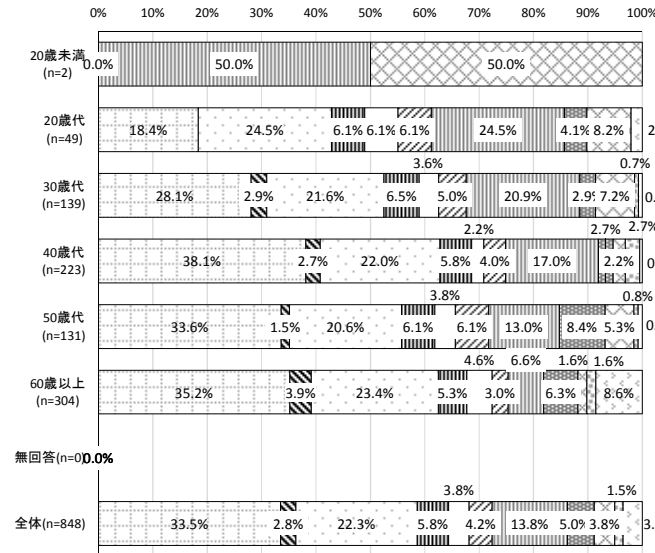 0% 10% 20% 30% 40% 50% 60% 70% 80% 90% 100%
20歳未満
(n=2)
0.0% 50.0% 50.0%
20歳代
(n=49)
18.4% 24.5% 6.1% 6.1% 6.1% 24.5% 4.1% 8.2%
3.6% 0.7%
30歳代
(n=139)
28.1% 2.9% 21.6% 6.5% 5.0% 20.9% 2.9% 7.2%
2.2% 2.7% 2.7%
40歳代
(n=223)
38.1% 2.7% 22.0% 5.8% 4.0% 17.0% 2.2%
3.8% 0.8%
50歳代
(n=131)
33.6% 1.5% 20.6% 6.1% 6.1% 13.0% 8.4% 5.3%
4.6% 6.6% 1.6% 1.6%
60歳以上
(n=304)
35.2% 3.9% 23.4% 5.3% 3.0% 6.3% 8.6%
無回答(n=0) 0.0%
3.8% 1.5%
全体(n=848)
33.5% 2.8% 22.3% 5.8% 4.2% 13.8% 5.0% 3.8%